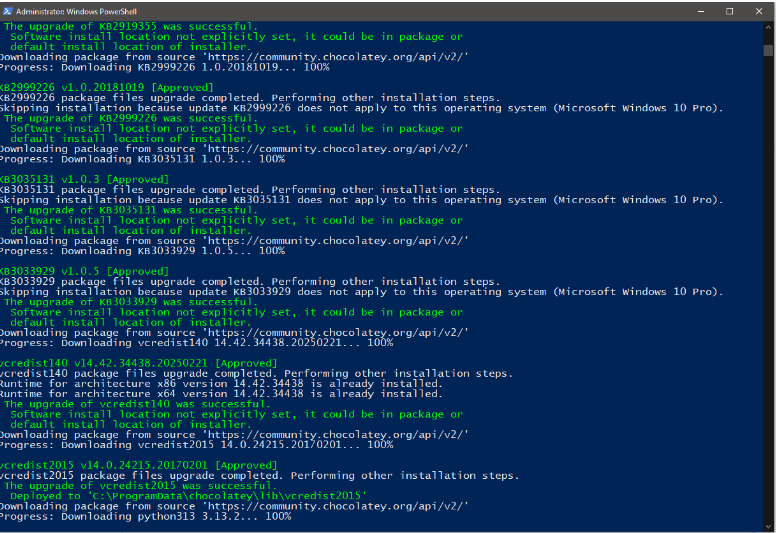 Administrator: Windows PowerShell
The upgrade of KB2919355 was successful.
Software install location not explicitly set, it could be in package or
default install location of installer.
Downloading package from source 'https://community.chocolatey.org/api/v2/'
Progress: Downloading KB2999226 1.0.20181019... 100%
KB2999226 v1.0.20181019 [Approved]
KB2999226 package files upgrade completed. Performing other installation steps.
Skipping installation because update KB2999226 does not apply to this operating system (Microsoft Windows 10 Pro).
The upgrade of KB2999226 was successful.
Software install location not explicitly set, it could be in package or
default install location of installer.
Downloading package from source 'https://community.chocolatey.org/api/v2/'
Progress: Downloading KB3035131 1.0.3... 100%
KB3035131 v1.0.3 [Approved]
KB3035131 package files upgrade completed. Performing other installation steps.
Skipping installation because update KB3035131 does not apply to this operating system (Microsoft Windows 10 Pro).
The upgrade of KB3035131 was successful.
Software install location not explicitly set, it could be in package or
default install location of installer.
Downloading package from source 'https://community.chocolatey.org/api/v2/'
Progress: Downloading KB3033929 1.0.5... 100%
KB3033929 v1.0.5 [Approved]
KB3033929 package files upgrade completed. Performing other installation steps.
Skipping installation because update KB3033929 does not apply to this operating system (Microsoft Windows 10 Pro).
The upgrade of KB3033929 was successful.
Software install location not explicitly set, it could be in package or
default install location of installer.
Downloading package from source 'https://community.chocolatey.org/api/v2/'
Progress: Downloading vcredist140 14.42.34438.20250221... 100%
vcredist140 v14.42.34438.20250221 [Approved]
vcredist140 package files upgrade completed. Performing other installation steps.
Runtime for architecture x86 version 14.42.34438 is already installed.
Runtime for architecture x64 version 14.42.34438 is already installed.
The upgrade of vcredist140 was successful.
Software install location not explicitly set, it could be in package or
default install location of installer.
Downloading package from source 'https://community.chocolatey.org/api/v2/'
Progress: Downloading vcredist2015 14.0.24215.20170201... 100%
vcredist2015 v14.0.24215.20170201 [Approved]
vcredist2015 package files upgrade completed. Performing other installation steps.
The upgrade of vcredist2015 was successful.
Deployed to 'C:\ProgramData\chocolatey\lib\vcredist2015'
Downloading package from source 'https://community.chocolatey.org/api/v2/'
Progress: Downloading python313 3.13.2... 100%